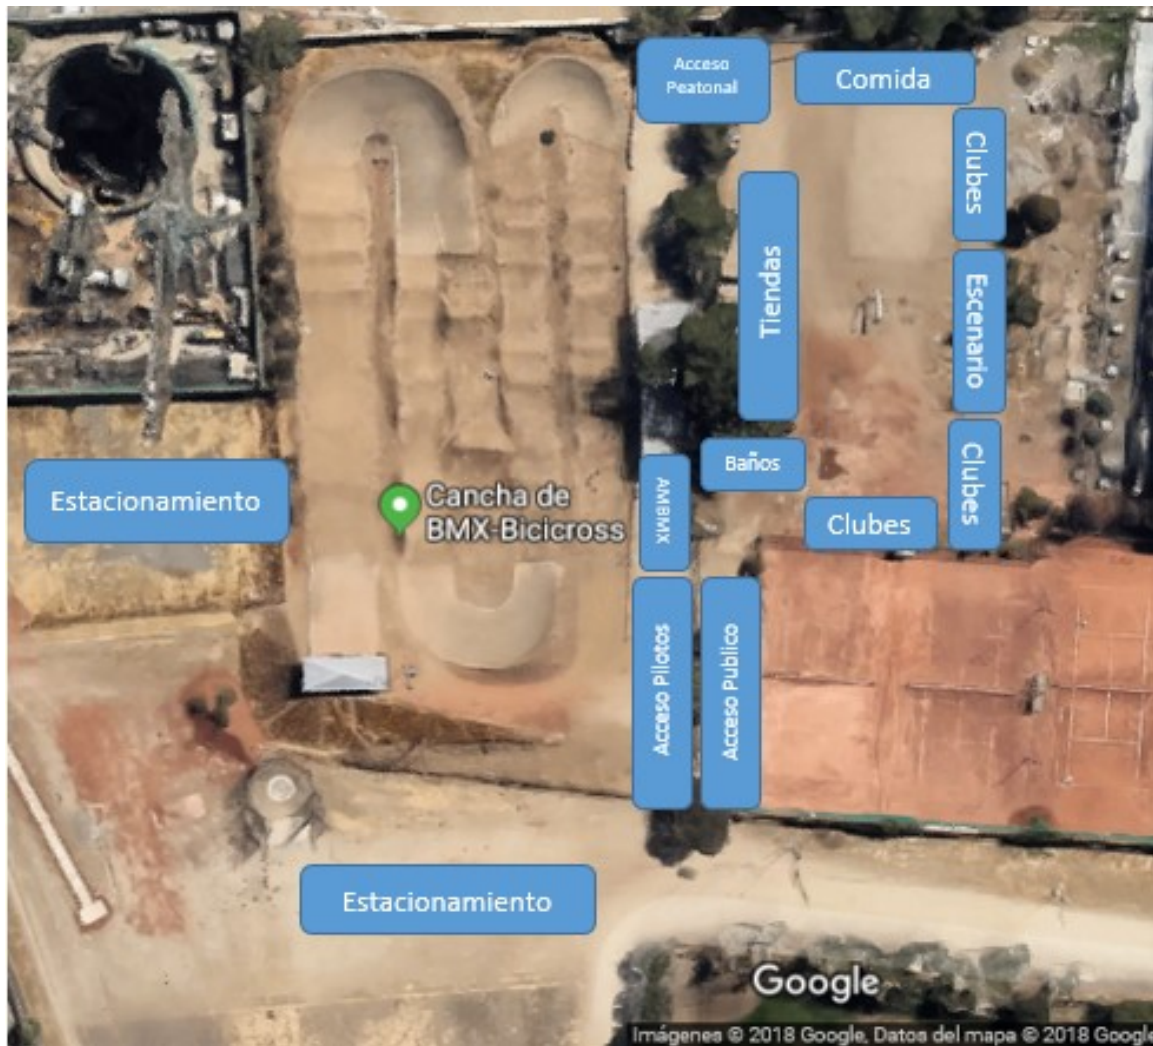 Acceso
Peatonal
Comida
Clubes
Tiendas
Escenario
Clubes
Baños
AMBMX
Estacionamiento
Cancha de
BMX-Bicicross
Clubes
Acceso Pilotos
Acceso Publico
Estacionamiento
Google
Imágenes © 2018 Google, Datos del mapa © 2018 Google